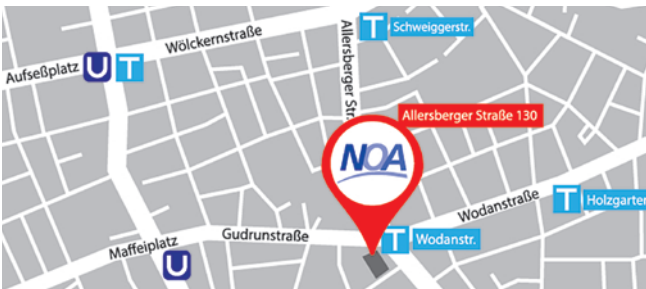 T Schweiggerstr.
Wölckernstraße
Aufseßplatz U T
Allersberger Str.
Allersberger Straße 130
NOA
Wodanstraße
T Holzgarten
Gudrunstraße
T Wodanstr.
Maffeiplatz
U